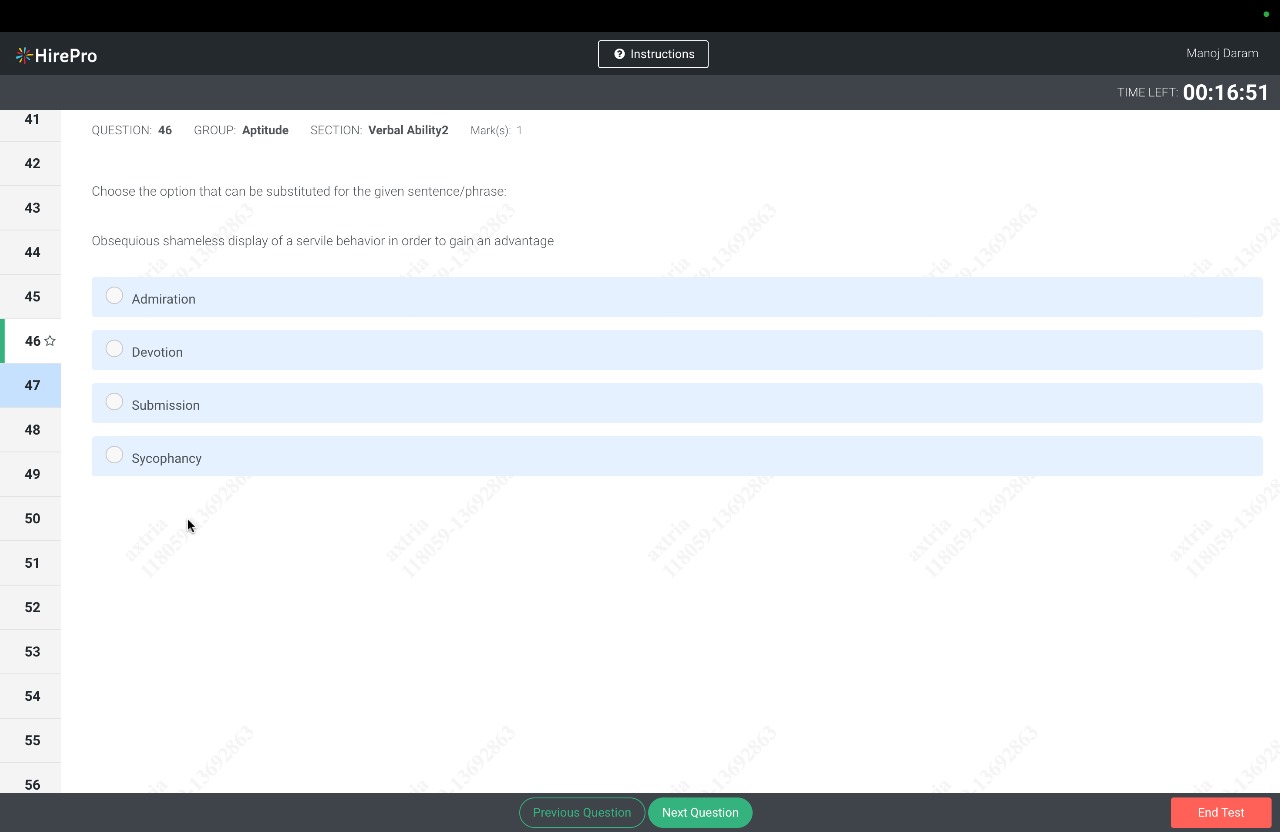 HirePro
Instructions
Manoj Daram
TIME LEFT: 00:16:51
41
42
43
44
45
46
47
48
49
50
51
52
53
54
55
56
QUESTION: 46 GROUP: Aptitude SECTION: Verbal Ability2 Mark(s): 1
Choose the option that can be substituted for the given sentence/phrase:
Obsequious shameless display of a servile behavior in order to gain an advantage
Admiration
Devotion
Submission
Sycophancy
axtria
118059-13692863
Previous Question
Next Question
End Test